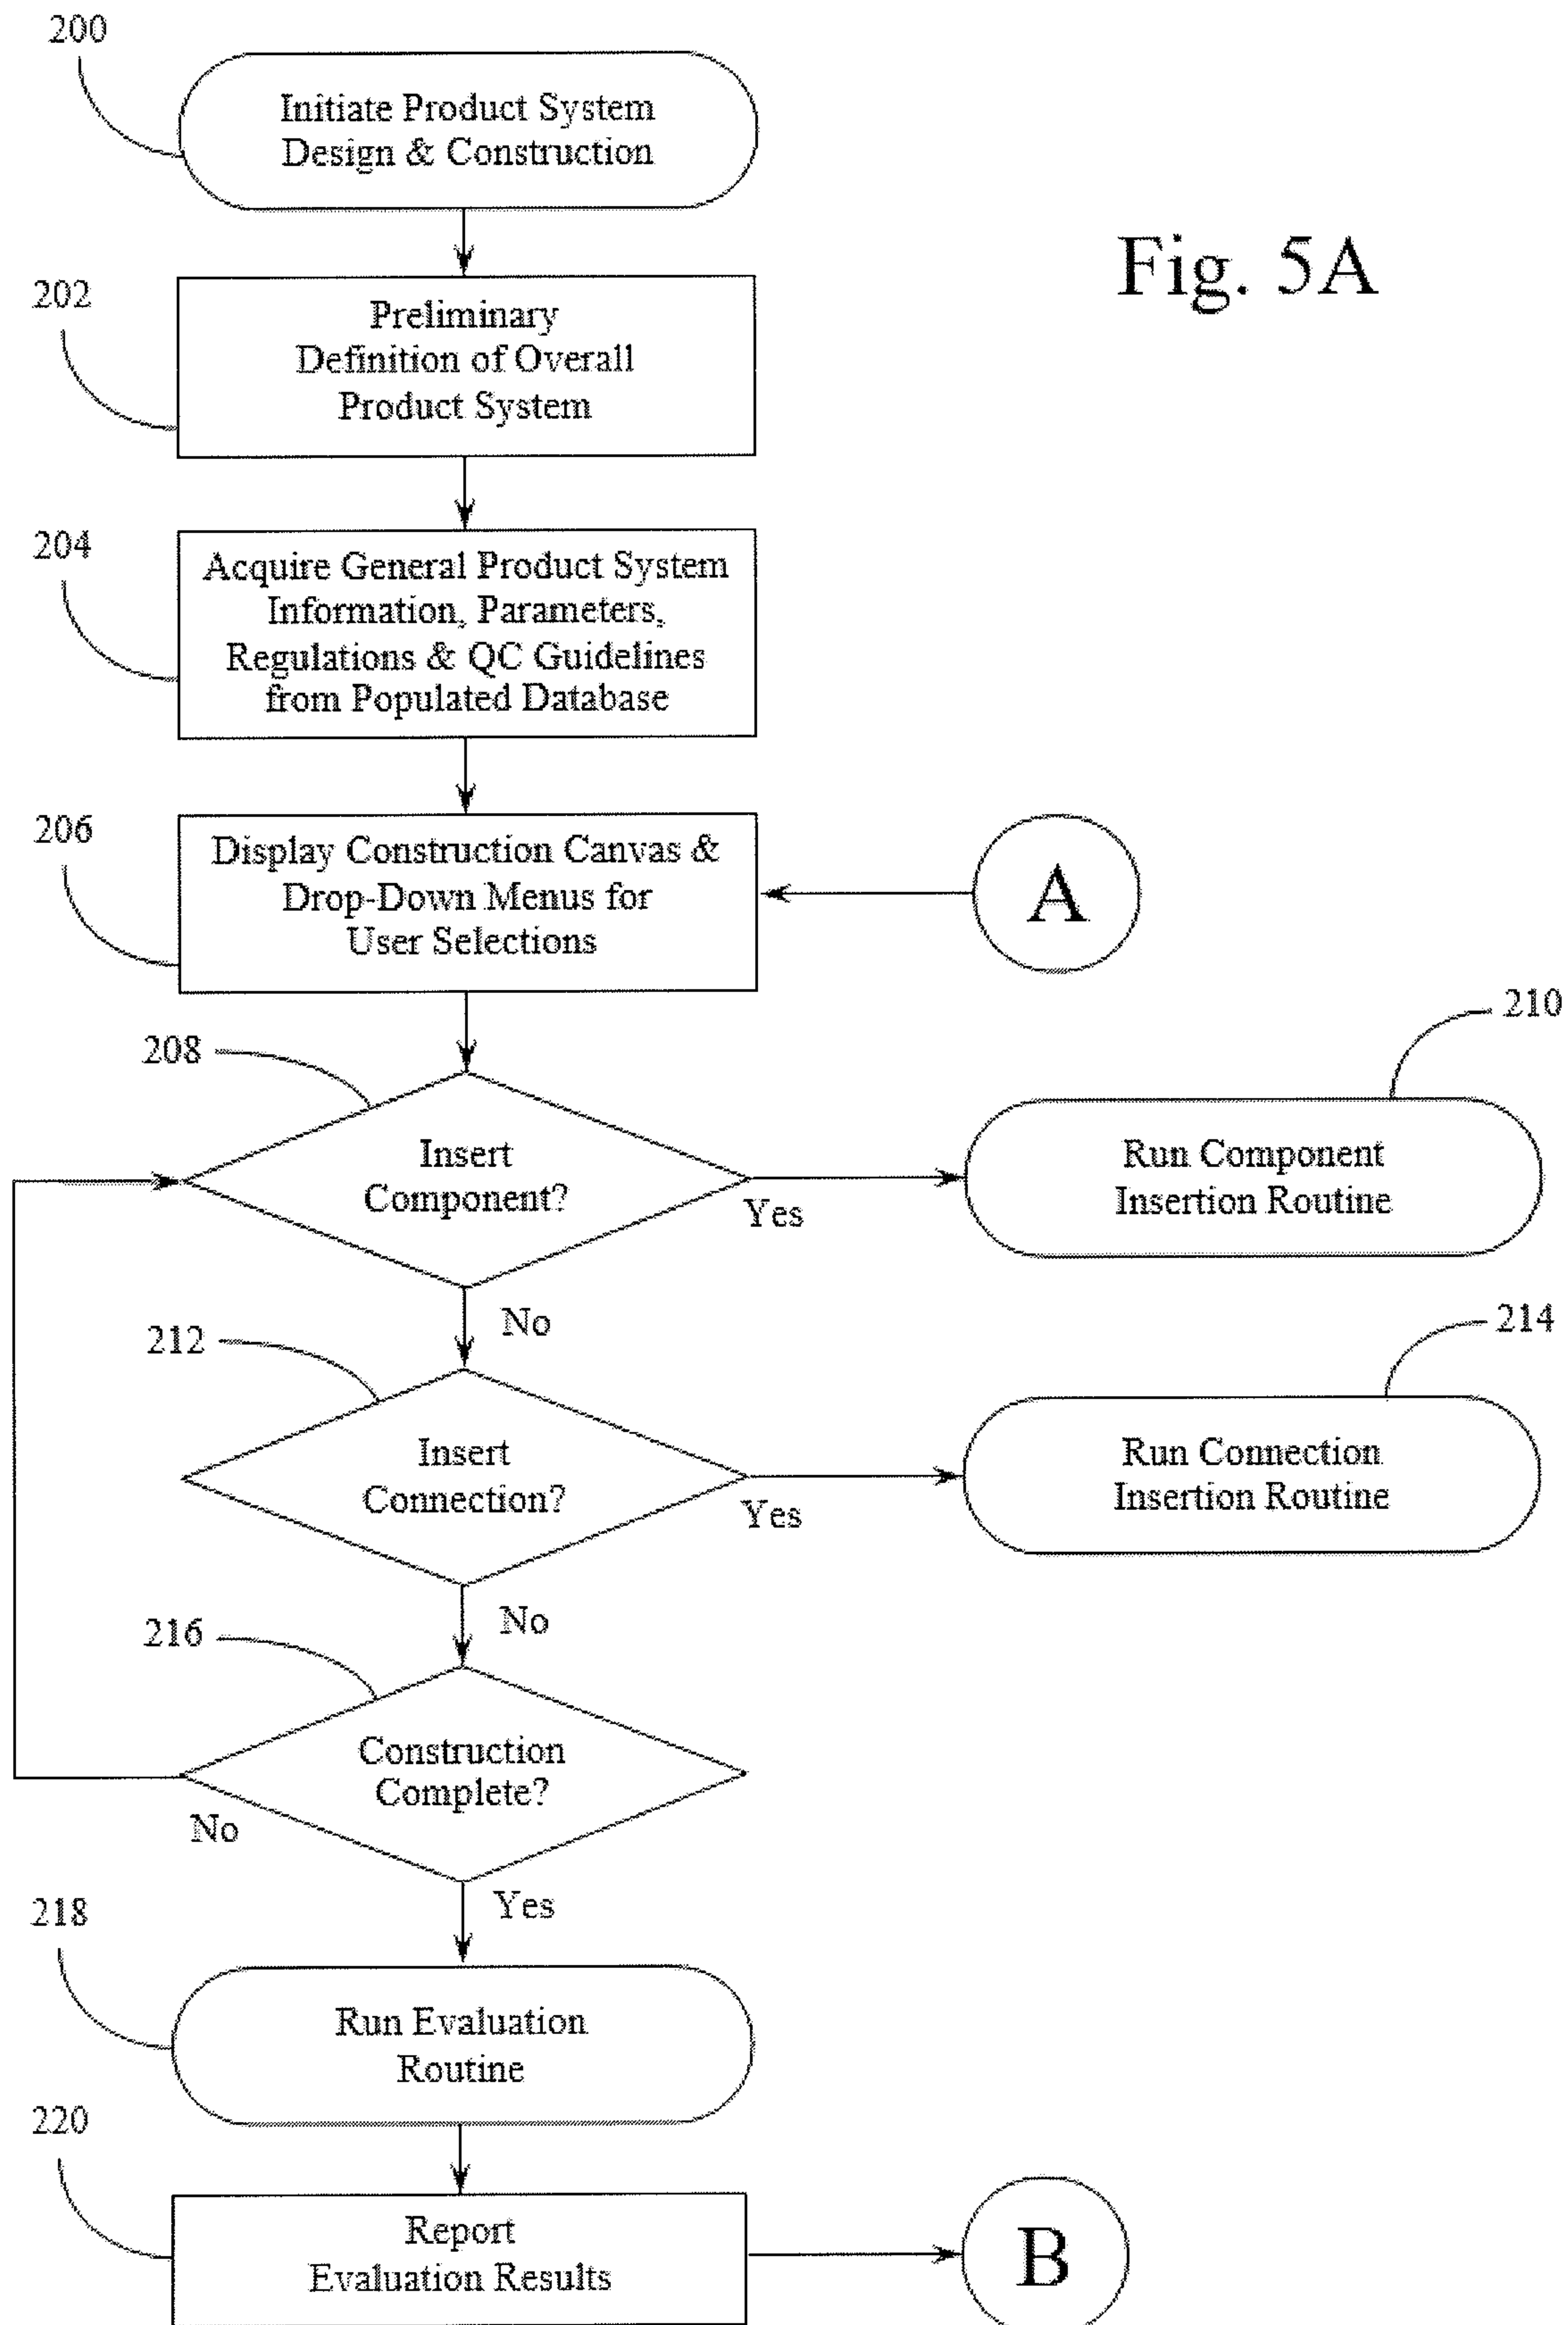 200
Initiate Product System
Design & Construction
Fig. 5A
202
Preliminary
Definition of Overall
Product System
204
Acquire General Product System
Information, Parameters,
Regulations & QC Guidelines
from Populated Database
206
Display Construction Canvas &
Drop-Down Menus for
User Selections
A
208
Insert
Component?
Yes
210
Run Component
Insertion Routine
No
212
Insert
Connection?
Yes
214
Run Connection
Insertion Routine
No
216
Construction
Complete?
No
Yes
218
Run Evaluation
Routine
220
Report
Evaluation Results
B